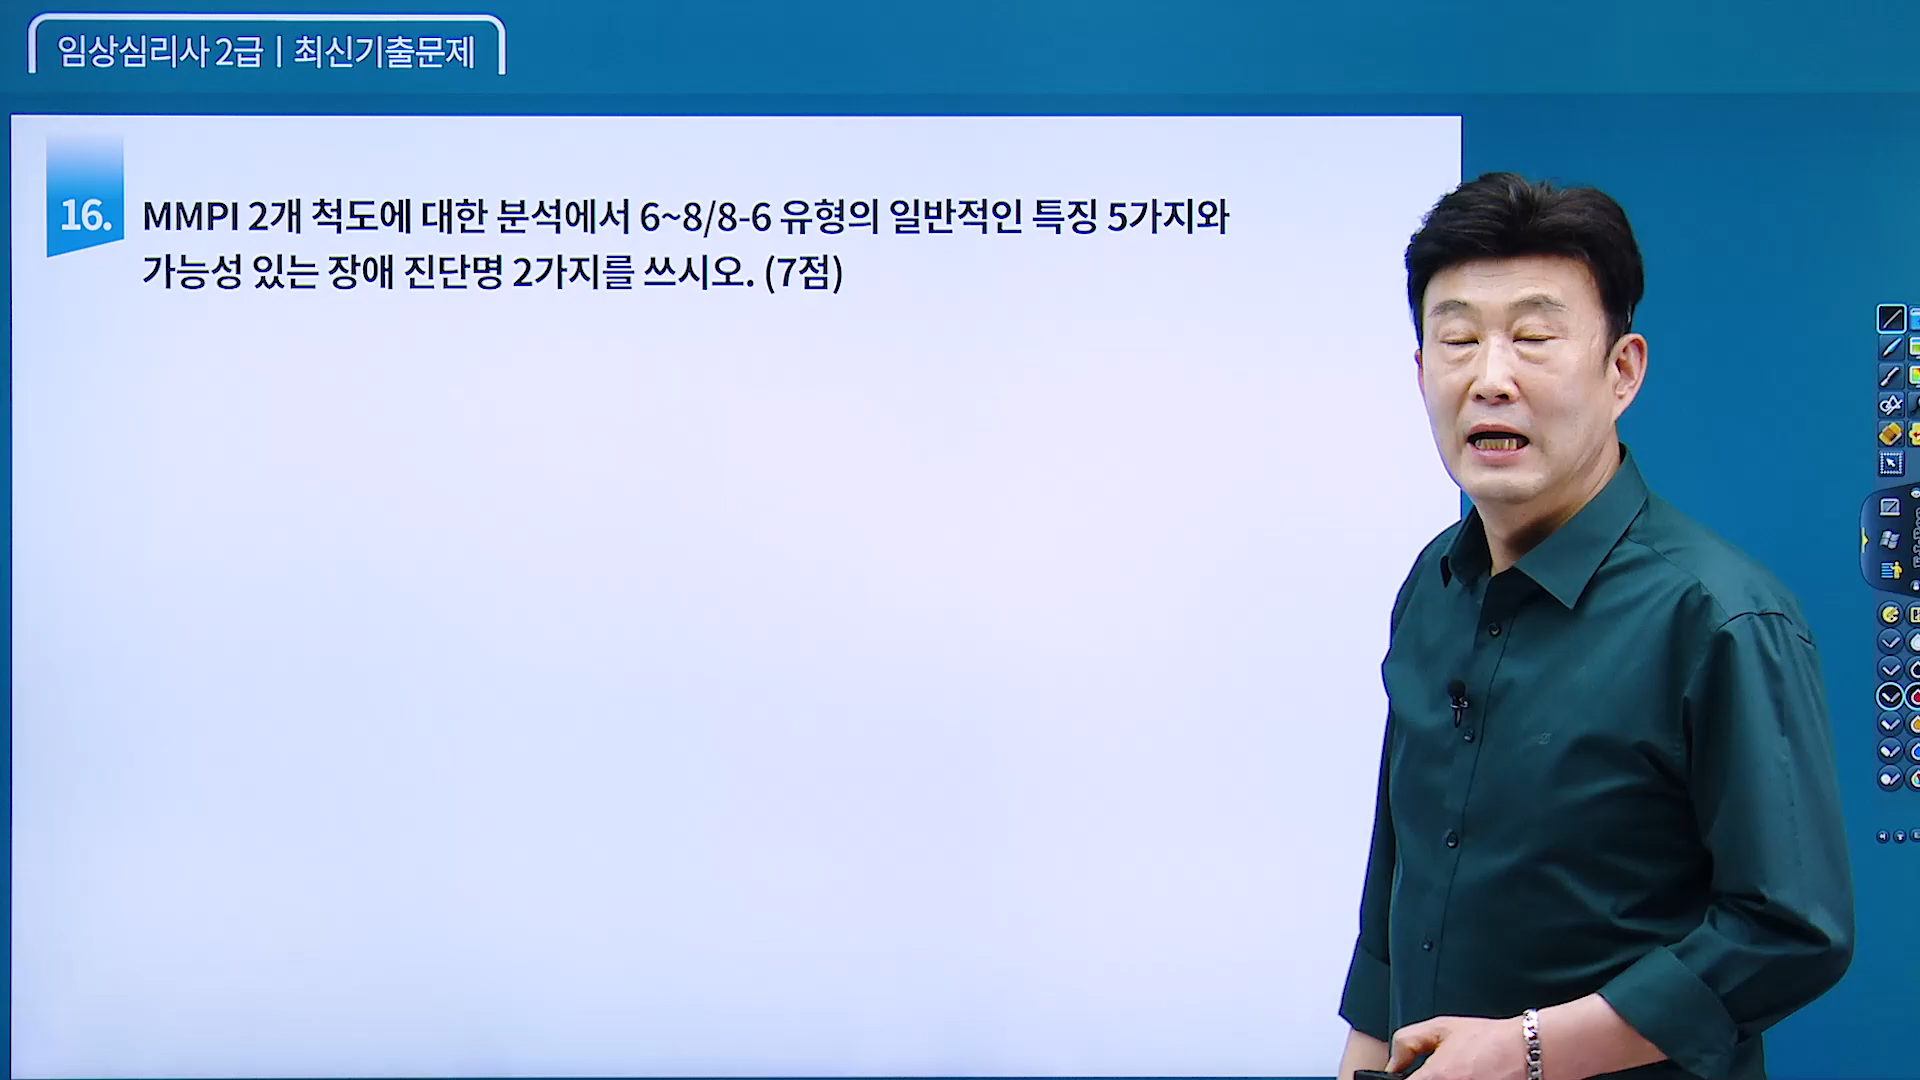 임상심리사 2급 | 최신기출문제
16.
MMPI 2개 척도에 대한 분석에서 6~8/8-6 유형의 일반적인 특징 5가지와
가능성 있는 장애 진단명 2가지를 쓰시오. (7점)